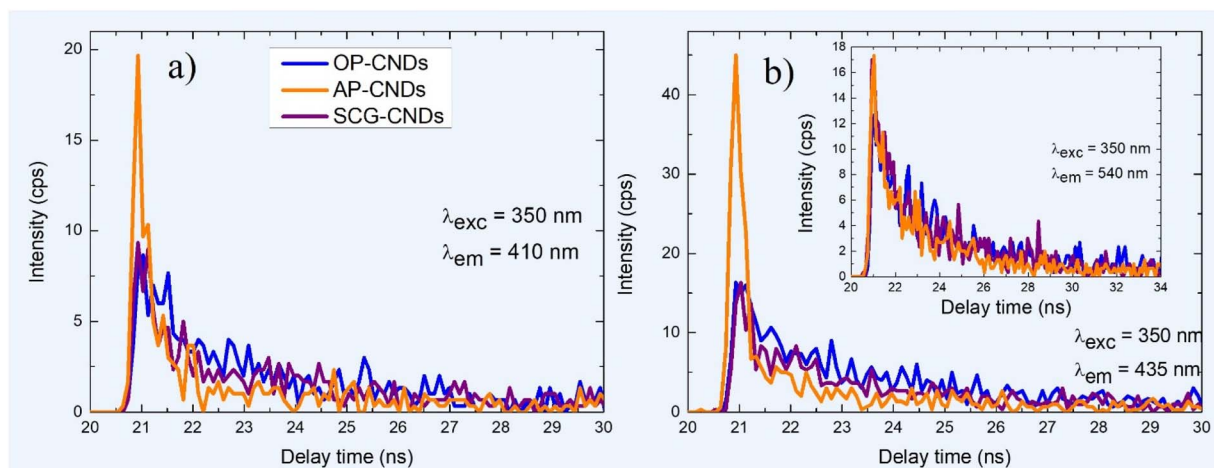 a)
OP-CNDs
AP-CNDs
SCG-CNDs
λexc = 350 nm
λem = 410 nm
Intensity (cps)
20
15
10
5
0
20 21 22 23 24 25 26 27 28 29 30
Delay time (ns)
b)
λexc = 350 nm
λem = 435 nm
Intensity (cps)
40
30
20
10
0
20 21 22 23 24 25 26 27 28 29 30
Delay time (ns)
λexc = 350 nm
λem = 540 nm
Intensity (cps)
18
16
14
12
10
8
6
4
2
0
20 22 24 26 28 30 32 34
Delay time (ns)